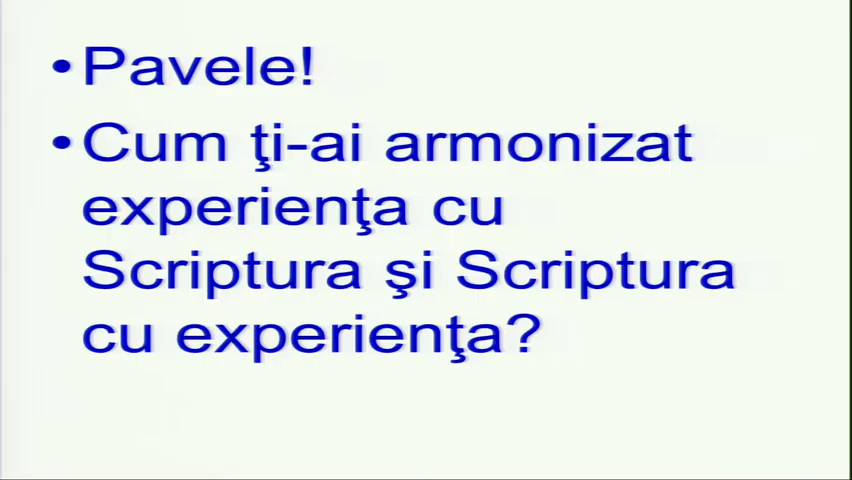 •Pavele!
•Cum ţi-ai armonizat
experienţa cu
Scriptura şi Scriptura
cu experienţa?